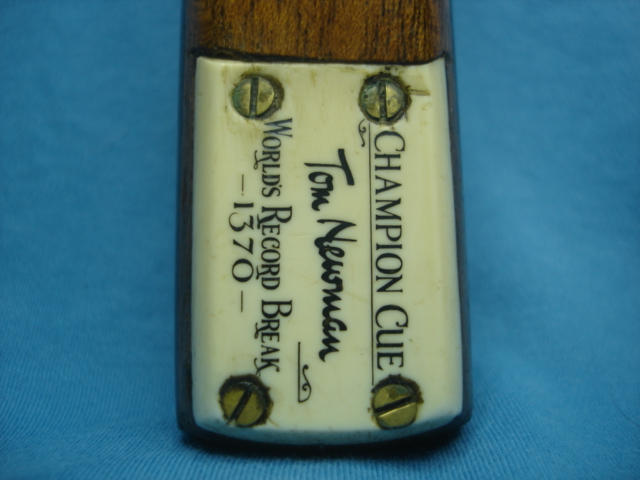 CHAMPION CUE
Tom Newman
WORLD'S RECORD BREAK
-1370-